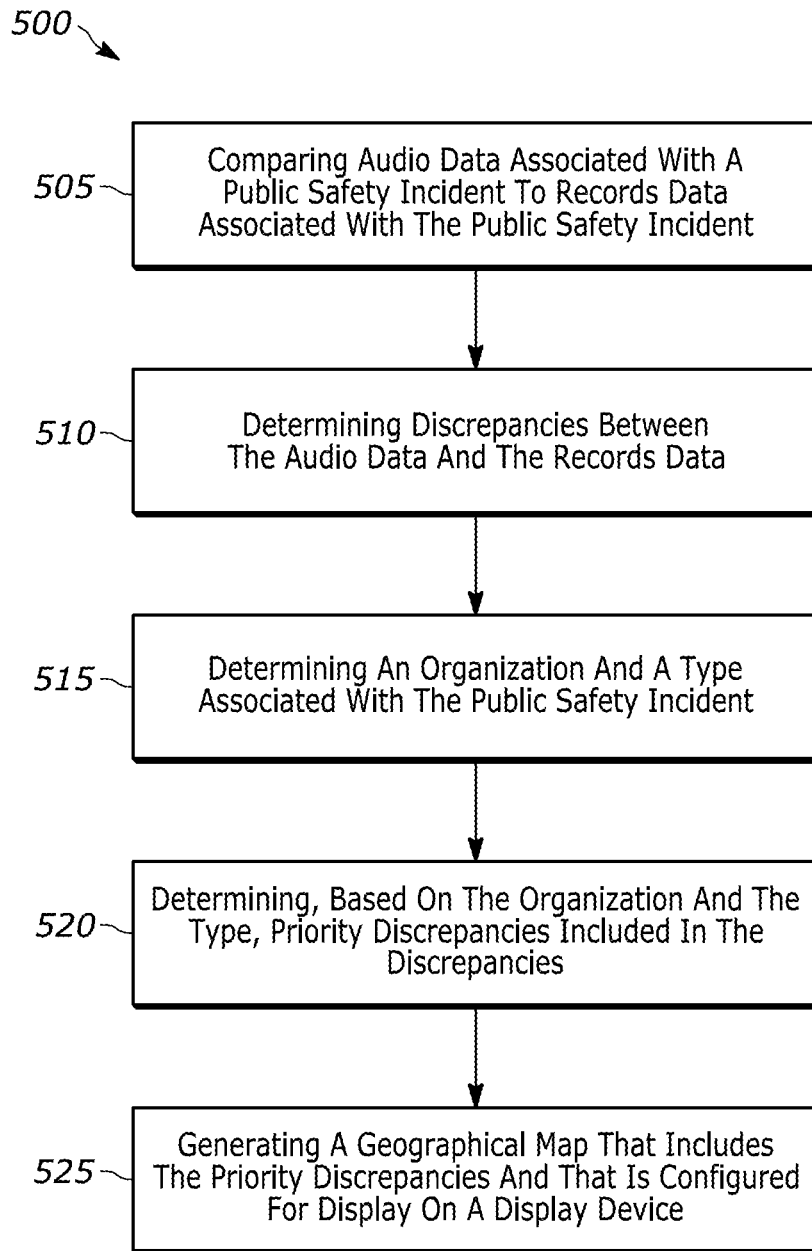 500
505
Comparing Audio Data Associated With A
Public Safety Incident To Records Data
Associated With The Public Safety Incident
510
Determining Discrepancies Between
The Audio Data And The Records Data
515
Determining An Organization And A Type
Associated With The Public Safety Incident
520
Determining, Based On The Organization And The
Type, Priority Discrepancies Included In The
Discrepancies
525
Generating A Geographical Map That Includes
The Priority Discrepancies And That is Configured
For Display On A Display Device